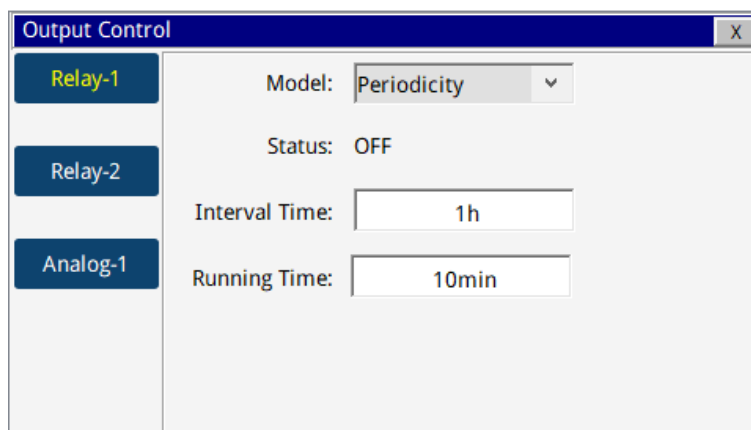 Output Control X
Relay-1
Model: Periodicity
Status: OFF
Relay-2
Interval Time: 1h
Analog-1
Running Time: 10min